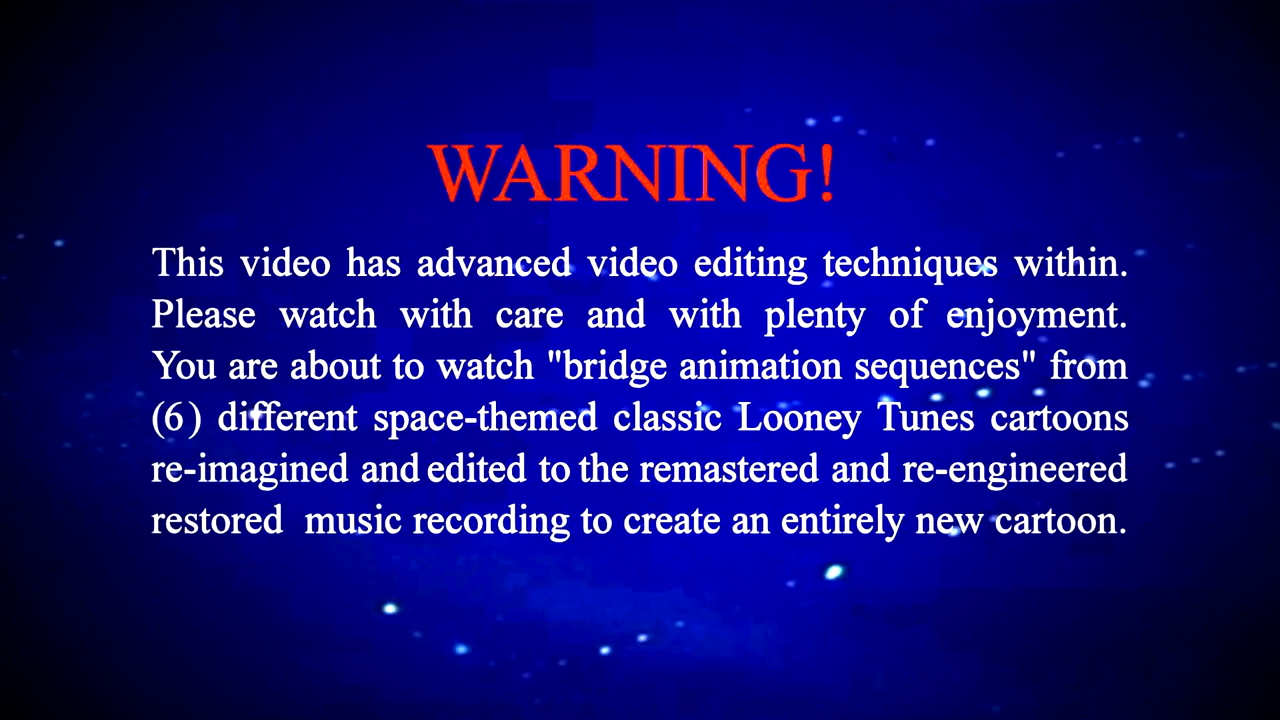 WARNING!
This video has advanced video editing techniques within.
Please watch with care and with plenty of enjoyment.
You are about to watch "bridge animation sequences" from
(6) different space-themed classic Looney Tunes cartoons
re-imagined and edited to the remastered and re-engineered
restored  music recording to create an entirely new cartoon.